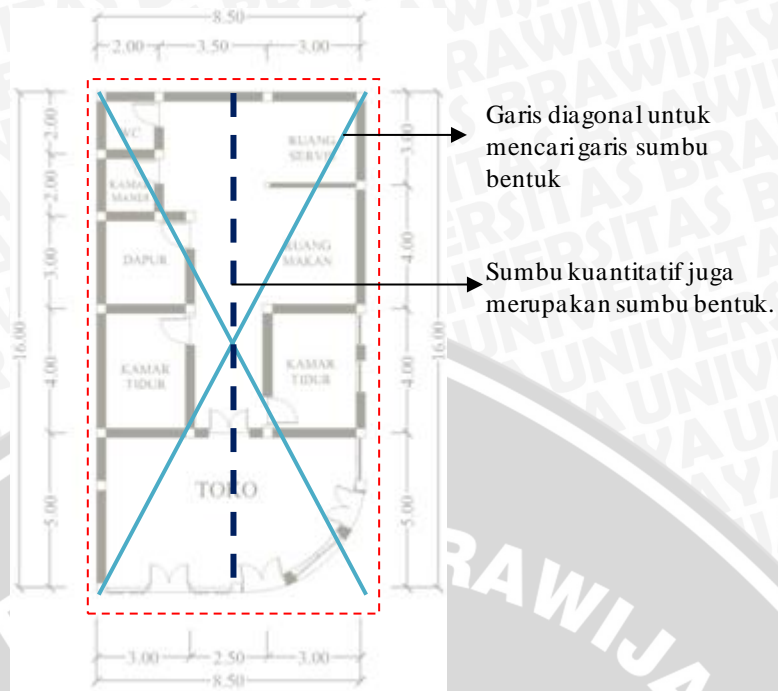 8.50
2.00 3.50 3.00
Garis diagonal untuk
mencari garis sumbu
bentuk
Sumbu kuantitatif juga
merupakan sumbu bentuk.
WC
RUANG
SERVIS
KAMAR
MANDI
DAPUR
RUANG
MAKAN
KAMAR
TIDUR
KAMAR
TIDUR
TOKO
16.00
2.00
2.00
3.00
4.00
5.00
3.00
4.00
4.00
5.00
16.00
3.00 2.50 3.00
8.50
BRAWIJAYA